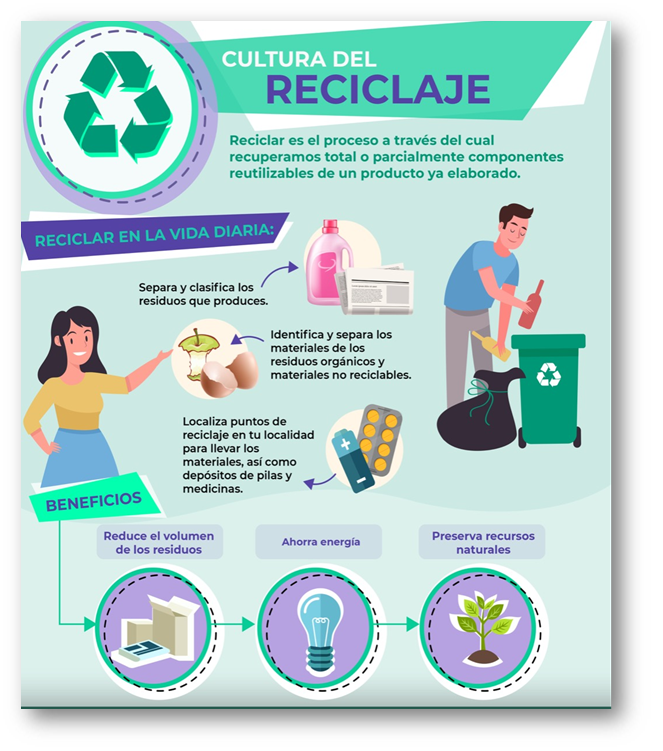 CULTURA DEL
RECICLAJE
Reciclar es el proceso a través del cual
recuperamos total o parcialmente componentes
reutilizables de un producto ya elaborado.
RECICLAR EN LA VIDA DIARIA:
Separa y clasifica los
residuos que produces.
Identifica y separa los
materiales de los
residuos orgánicos y
materiales no reciclables.
Localiza puntos de
reciclaje en tu localidad
para llevar los
materiales, así como
depósitos de pilas y
medicinas.
BENEFICIOS
Reduce el volumen
de los residuos
Ahorra energía
Preserva recursos
naturales